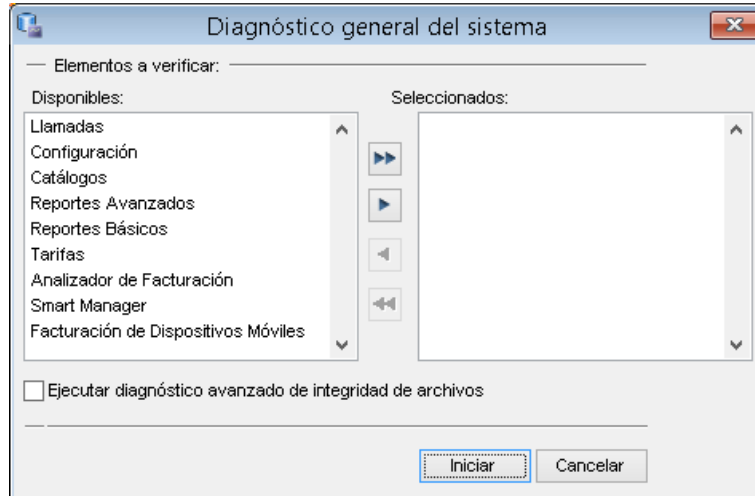 Diagnóstico general del sistema
Elementos a verificar:
Disponibles:
Seleccionados:
Llamadas
Configuración
Catálogos
Reportes Avanzados
Reportes Básicos
Tarifas
Analizador de Facturación
Smart Manager
Facturación de Dispositivos Móviles
Ejecutar diagnóstico avanzado de integridad de archivos
Iniciar
Cancelar